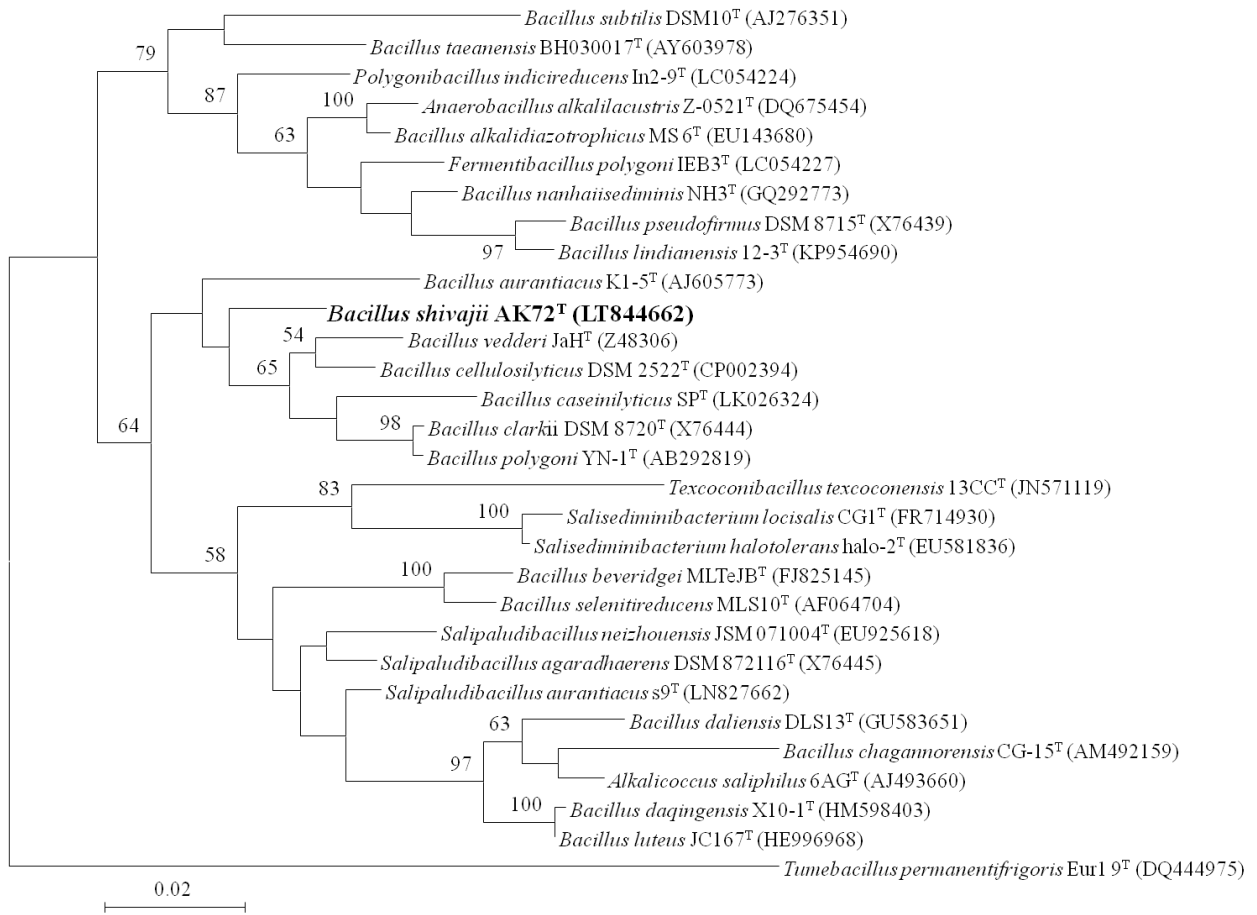 Bacillus subtilis DSM10ᵀ (AJ276351)
79
Bacillus taeanensis BH030017ᵀ (AY603978)
Polygonibacillus indicireducens In2-9ᵀ (LC054224)
87
100
Anaerobacillus alkalilacustris Z-0521ᵀ (DQ675454)
63
Bacillus alkalidiazotrophicus MS 6ᵀ (EU143680)
Fermentibacillus polygoni IEB3ᵀ (LC054227)
Bacillus nanhaiisediminis NH3ᵀ (GQ292773)
Bacillus pseudofirmus DSM 8715ᵀ (X76439)
97
Bacillus lindianensis 12-3ᵀ (KP954690)
Bacillus aurantiacus K1-5ᵀ (AJ605773)
Bacillus shivajii AK72ᵀ (LT844662)
54
Bacillus vedderi JaHᵀ (Z48306)
65
Bacillus cellulosilyticus DSM 2522ᵀ (CP002394)
Bacillus caseinilyticus SPᵀ (LK026324)
64
98
Bacillus clarkii DSM 8720ᵀ (X76444)
Bacillus polygoni YN-1ᵀ (AB292819)
83
Texcoconibacillus texcoconensis 13CCᵀ (JN571119)
100
Salisediminibacterium locisalis CG1ᵀ (FR714930)
58
Salisediminibacterium halotolerans halo-2ᵀ (EU581836)
100
Bacillus beveridgei MLTeJBᵀ (FJ825145)
Bacillus selenitireducens MLS10ᵀ (AF064704)
Salipaludibacillus neizhouensis JSM 071004ᵀ (EU925618)
Salipaludibacillus agaradhaerens DSM 872116ᵀ (X76445)
Salipaludibacillus aurantiacus s9ᵀ (LN827662)
63
Bacillus daliensis DLS13ᵀ (GU583651)
Bacillus chagannorensis CG-15ᵀ (AM492159)
97
Alkalicoccus saliphilus 6AGᵀ (AJ493660)
100
Bacillus daqingensis X10-1ᵀ (HM598403)
Bacillus luteus JC167ᵀ (HE996968)
Tumebacillus permanentifrigoris Eur1 9ᵀ (DQ444975)
0.02